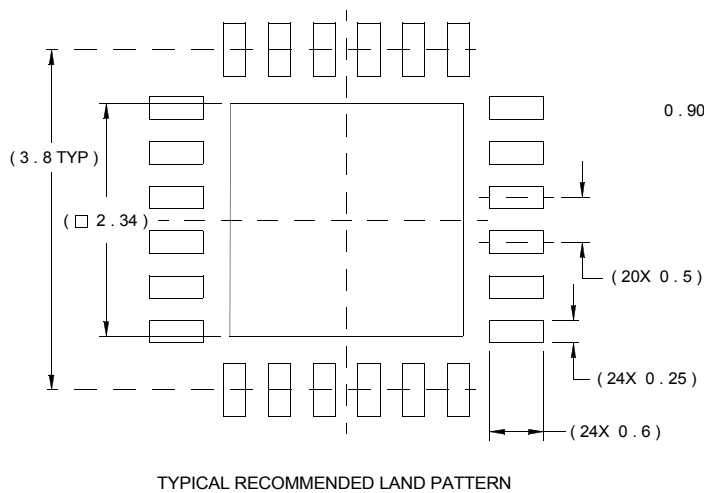 0.90
( 3 . 8 TYP )
( □ 2 . 34 )
( 20X 0 . 5 )
( 24X 0.25 )
( 24X 0 . 6 )
TYPICAL RECOMMENDED LAND PATTERN